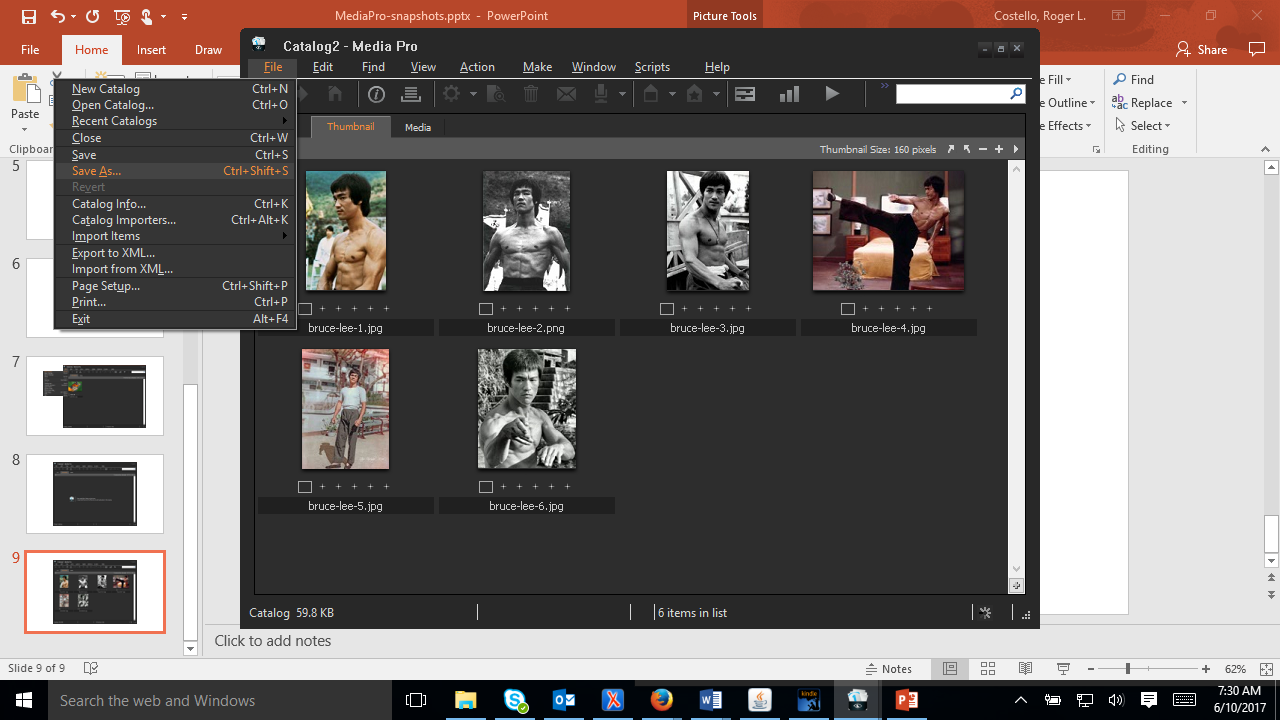 MediaPro-snapshots.pptx - PowerPoint
Picture Tools
Costello, Roger L.
File
Home
Insert
Draw
Share
Paste
Clipboar
Fill
Outline
Effects
Find
Replace
Select
Editing
Catalog2 - Media Pro
File Edit Find View Action Make Window Scripts Help
New Catalog Ctrl+N
Open Catalog... Ctrl+O
Recent Catalogs
Close Ctrl+W
Save Ctrl+S
Save As... Ctrl+Shift+S
Revert
Catalog Info... Ctrl+K
Catalog Importers... Ctrl+Alt+K
Import Items
Export to XML...
Import from XML...
Page Setup... Ctrl+Shift+P
Print... Ctrl+P
Exit Alt+F4
Thumbnail
Media
Thumbnail Size: 160 pixels
bruce-lee-1.jpg
bruce-lee-2.png
bruce-lee-3.jpg
bruce-lee-4.jpg
bruce-lee-5.jpg
bruce-lee-6.jpg
Catalog 59.8 KB
6 items in list
5
6
7
8
9
Click to add notes
Slide 9 of 9
Notes
62%
Search the web and Windows
kindle
7:30 AM
6/10/2017